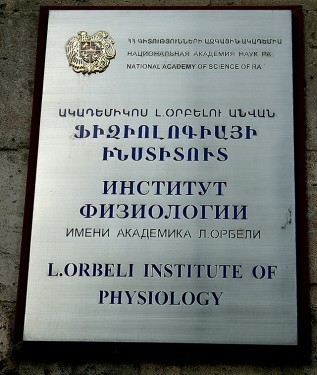 ՀՀ ԳԻՏՈՒԹՅՈՒՆՆԵՐԻ ԱԶԳԱՅԻՆ ԱԿԱԴԵՄԻԱ
НАЦИОНАЛЬНАЯ АКАДЕМИЯ НАУК РА
NATIONAL ACADEMY OF SCIENCE OF RA
ԱԿԱԴԵՄԻԿՈՍ Լ.ՕՐԲԵԼՈՒ ԱՆՎԱՆ
ՖԻԶԻՈԼՈԳԻԱՅԻ
ԻՆՍՏԻՏՈՒՏ
ИНСТИТУТ
ФИЗИОЛОГИИ
ИМЕНИ АКАДЕМИКА Л.ОРБЕЛИ
L.ORBELI INSTITUTE OF
PHYSIOLOGY